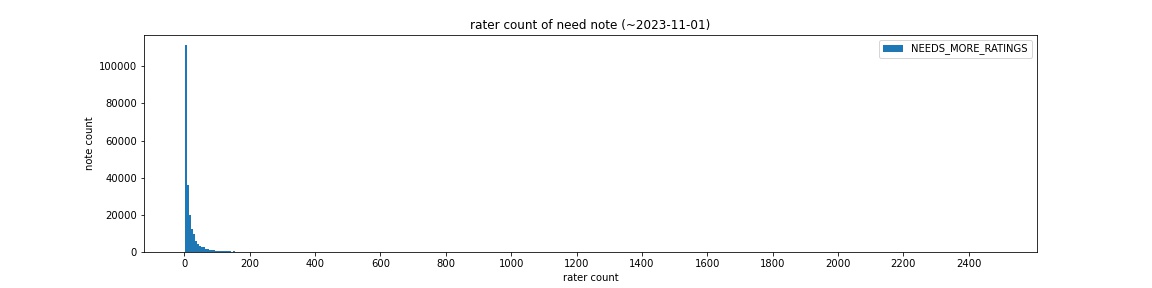 rater count of need note (~2023-11-01)
NEEDS_MORE_RATINGS
100000
80000
60000
40000
20000
0
note count
0 200 400 600 800 1000 1200 1400 1600 1800 2000 2200 2400
rater count